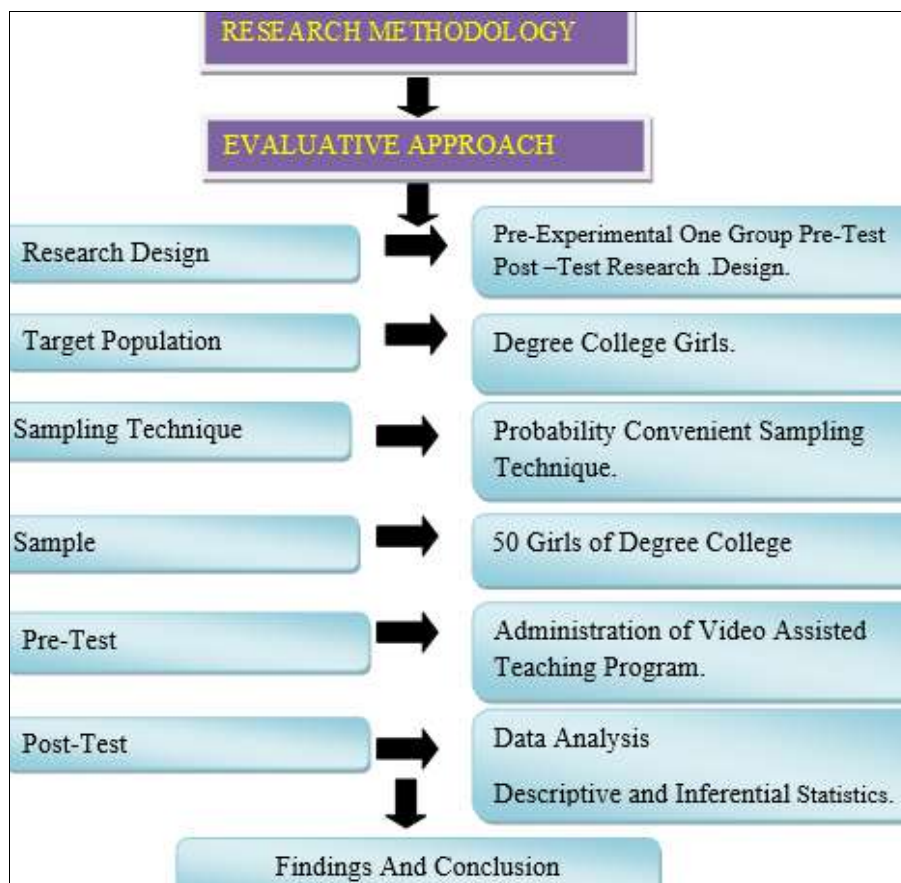 RESEARCH METHODOLOGY
EVALUATIVE APPROACH
Research Design
Pre-Experimental One Group Pre-Test
Post –Test Research .Design.
Target Population
Degree College Girls.
Sampling Technique
Probability Convenient Sampling
Technique.
Sample
50 Girls of Degree College
Pre-Test
Administration of Video Assisted
Teaching Program.
Post-Test
Data Analysis
Descriptive and Inferential Statistics.
Findings And Conclusion